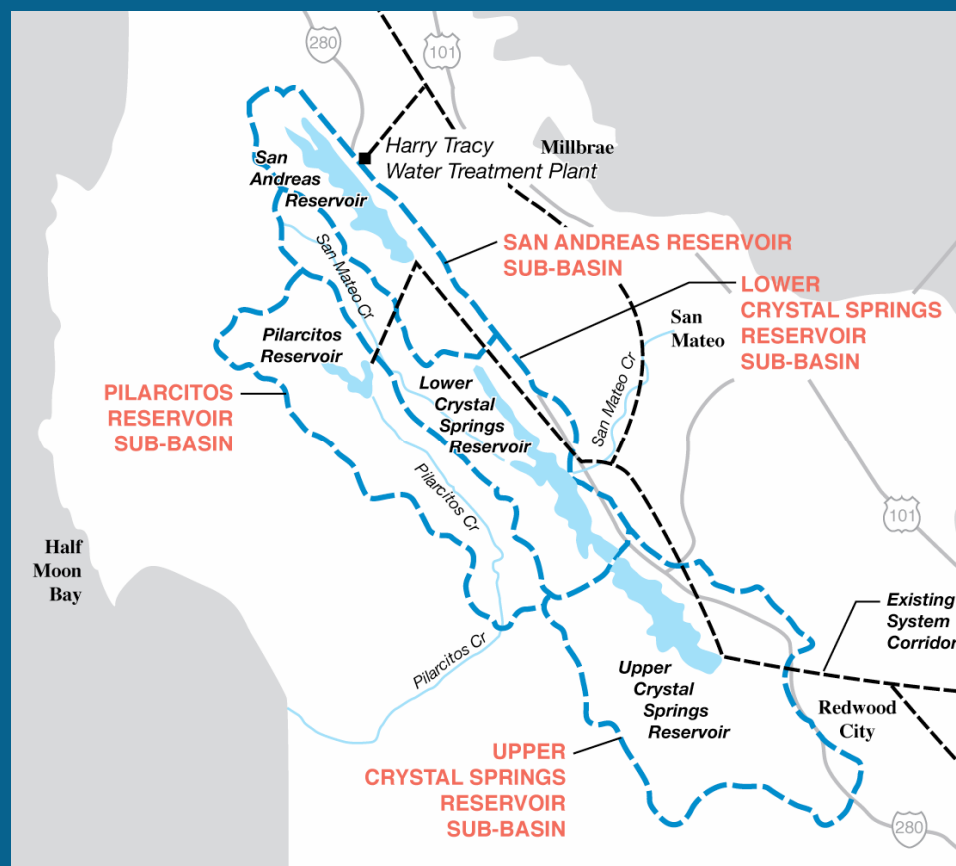 280
101
Harry Tracy
Water Treatment Plant
Millbrae
San
Andreas
Reservoir
San Mateo Cr
SAN ANDREAS RESERVOIR
SUB-BASIN
LOWER
CRYSTAL SPRINGS
RESERVOIR
SUB-BASIN
San
Mateo
San Mateo Cr
Pilarcitos
Reservoir
PILARCITOS
RESERVOIR
SUB-BASIN
Lower
Crystal
Springs
Reservoir
Pilarcitos Cr
101
Half
Moon
Bay
Existing
System
Corridor
Pilarcitos Cr
Upper
Crystal
Springs
Reservoir
Redwood
City
UPPER
CRYSTAL SPRINGS
RESERVOIR
SUB-BASIN
280